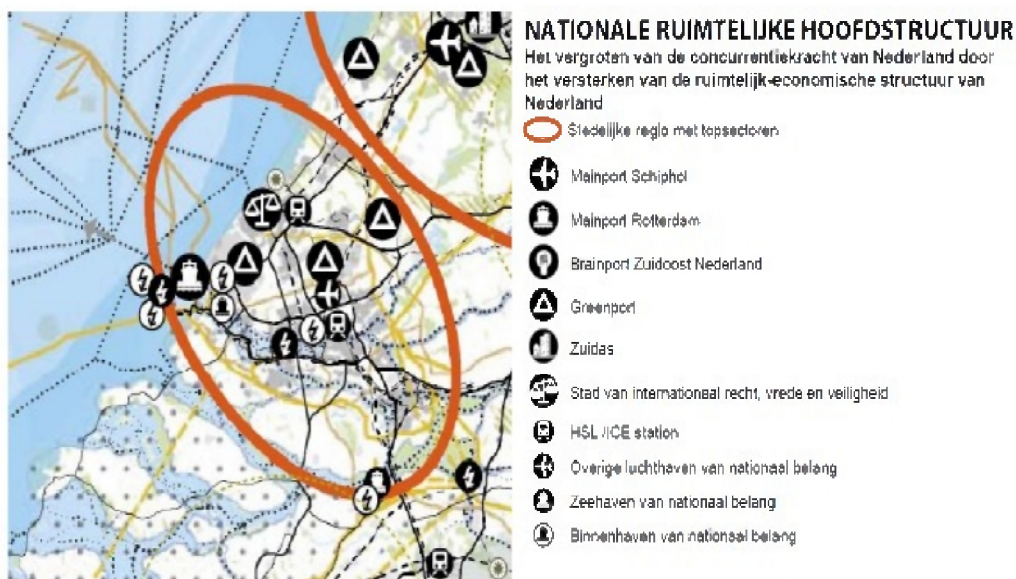 NATIONALE RUIMTELIJKE HOOFDSTRUCTUUR
Het vergroten van de concurrentiekracht van Nederland door
het versterken van de ruimtelijk-economische structuur van
Nederland
Stedelijke regio met topsectoren
Mainport Schiphol
Mainport Rotterdam
Brainport Zuidoost Nederland
Greenport
Zuidas
Stad van internationaal recht, vrede en veiligheid
HSL /ICE station
Overige luchthaven van nationaal belang
Zeehaven van nationaal belang
Binnenhaven van nationaal belang